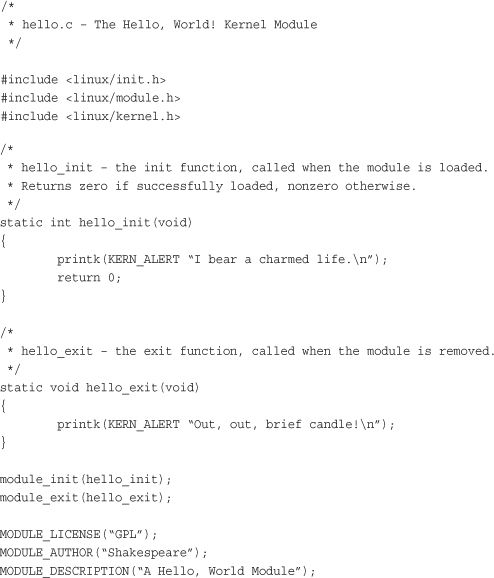 /*
 * hello.c – The Hello, World! Kernel Module
 */
#include <linux/init.h>
#include <linux/module.h>
#include <linux/kernel.h>
/*
 * hello_init – the init function, called when the module is loaded.
 * Returns zero if successfully loaded, nonzero otherwise.
 */
static int hello_init(void)
{
        printk(KERN_ALERT “I bear a charmed life.\n”);
        return 0;
}
/*
 * hello_exit – the exit function, called when the module is removed.
 */
static void hello_exit(void)
{
        printk(KERN_ALERT “Out, out, brief candle!\n”);
}
module_init(hello_init);
module_exit(hello_exit);
MODULE_LICENSE(“GPL”);
MODULE_AUTHOR(“Shakespeare”);
MODULE_DESCRIPTION(“A Hello, World Module”);